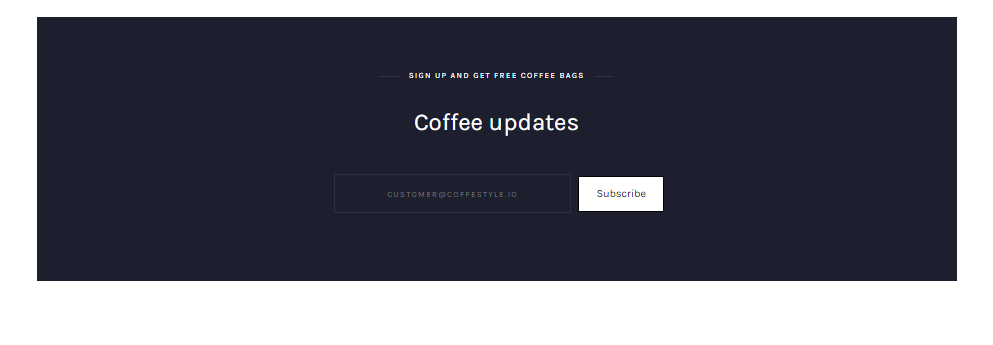 SIGN UP AND GET FREE COFFEE BAGS
Coffee updates
CUSTOMER@COFFESTYLE.IO
Subscribe